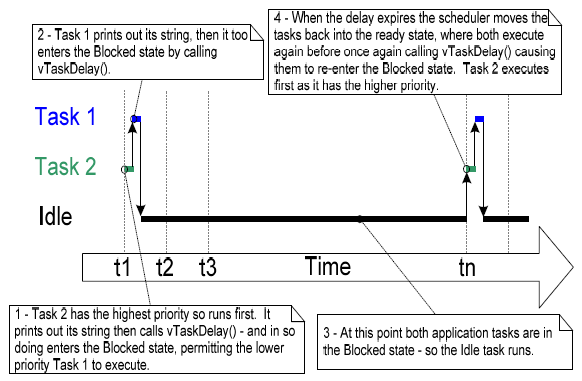 2 - Task 1 prints out its string, then it too
enters the Blocked state by calling
vTaskDelay().
4 - When the delay expires the scheduler moves the
tasks back into the ready state, where both execute
again before once again calling vTaskDelay() causing
them to re-enter the Blocked state.  Task 2 executes
first as it has the higher priority.
Task 1
Task 2
Idle
t1 t2 t3 Time tn
1 - Task 2 has the highest priority so runs first.  It
prints out its string then calls vTaskDelay() - and in so
doing enters the Blocked state, permitting the lower
priority Task 1 to execute.
3 - At this point both application tasks are in
the Blocked state - so the Idle task runs.